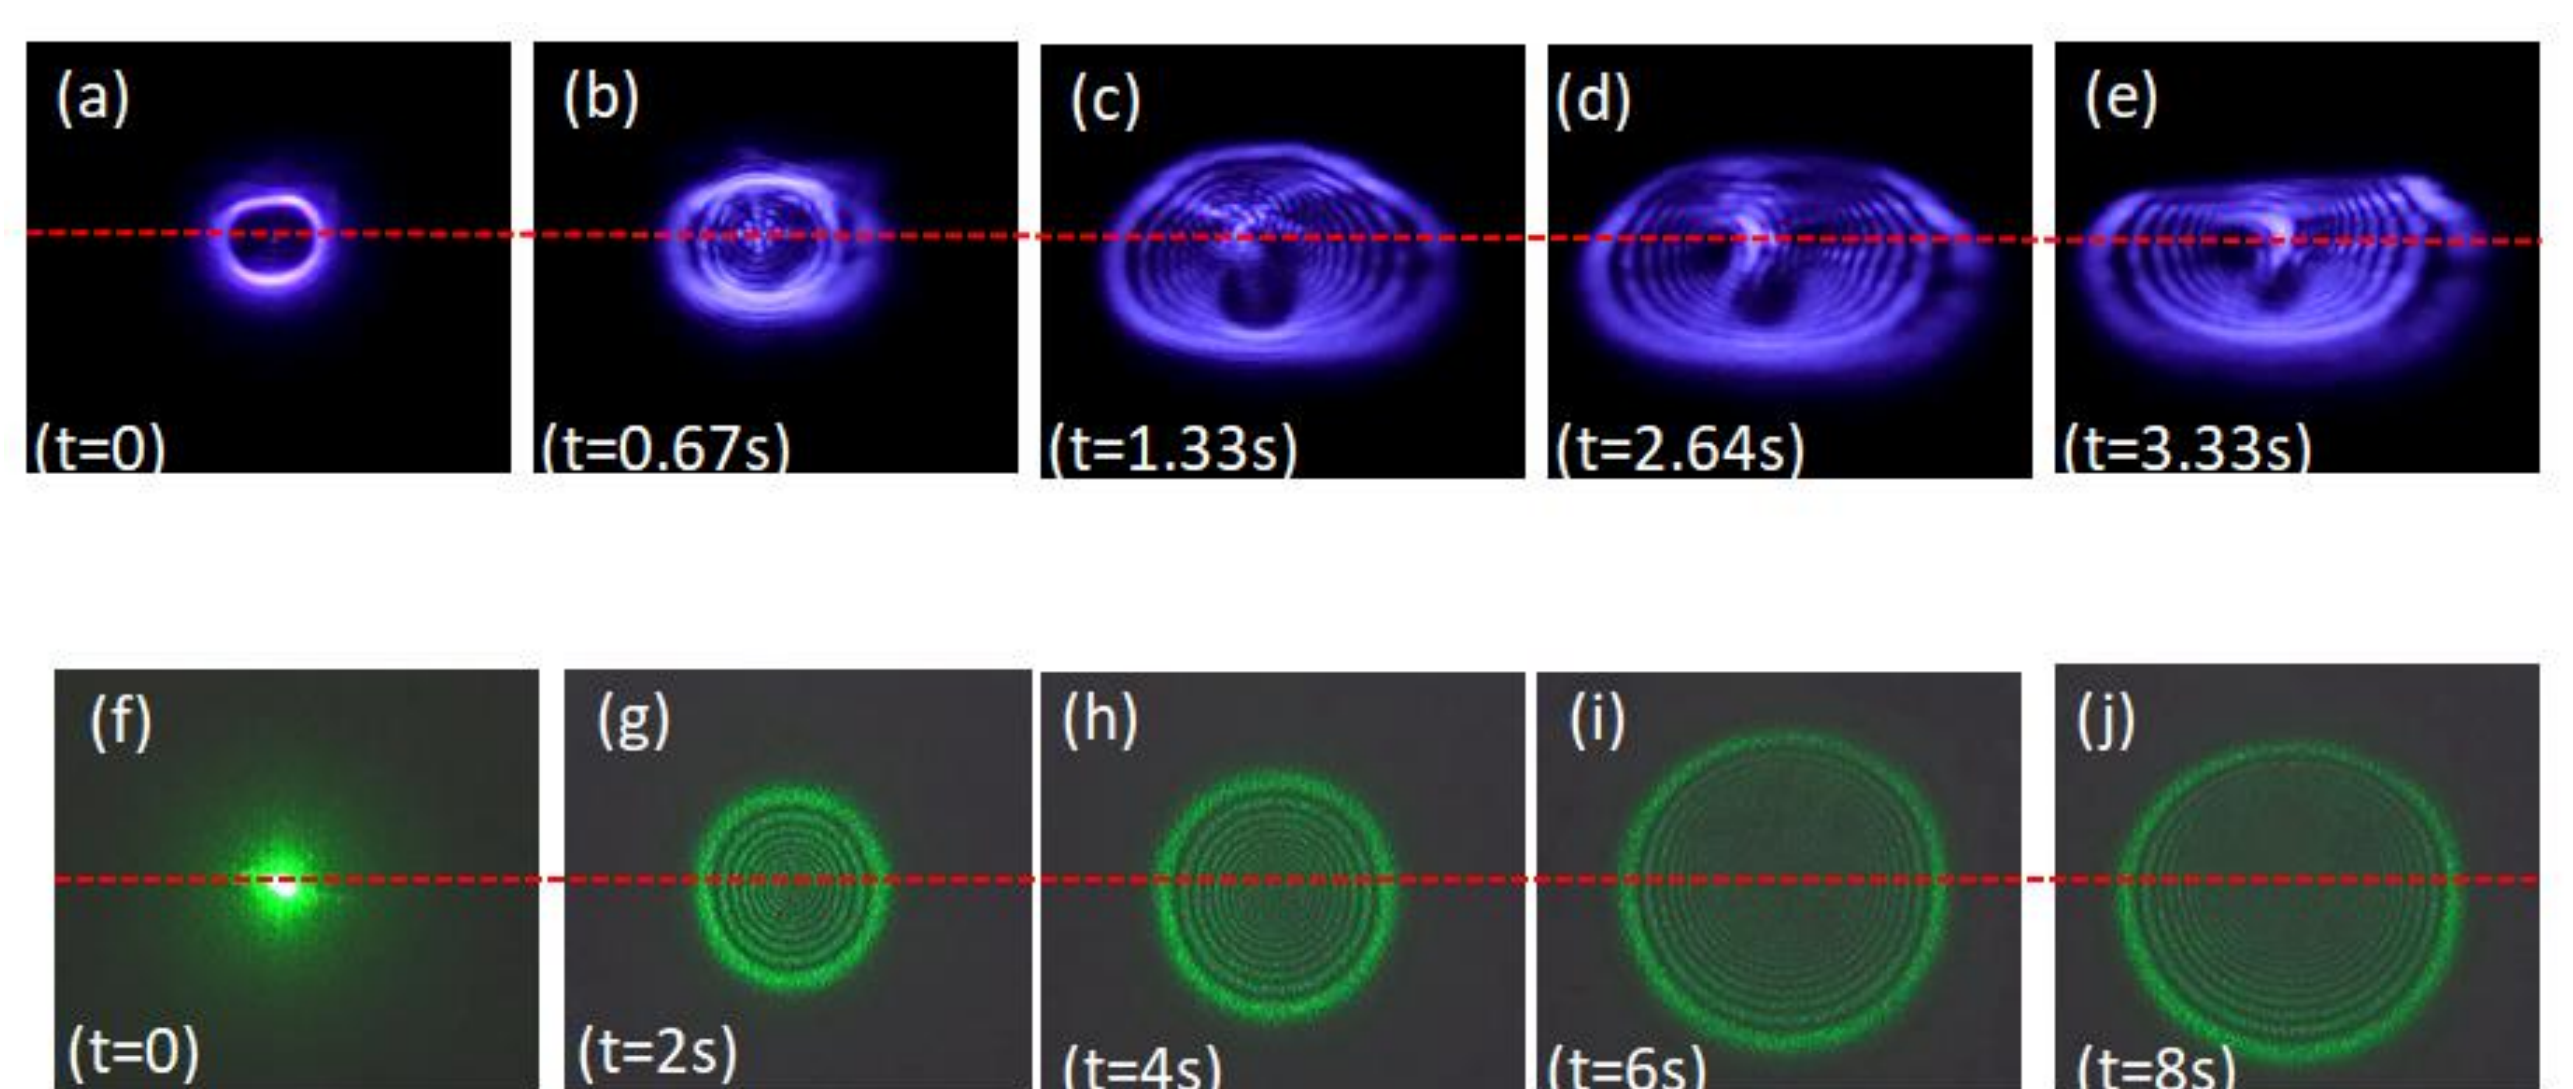 (a)
(b)
(c)
(d)
(e)
(t=0)
(t=0.67s)
(t=1.33s)
(t=2.64s)
(t=3.33s)
(f)
(g)
(h)
(i)
(j)
(t=0)
(t=2s)
(t=4s)
(t=6s)
(t=8s)